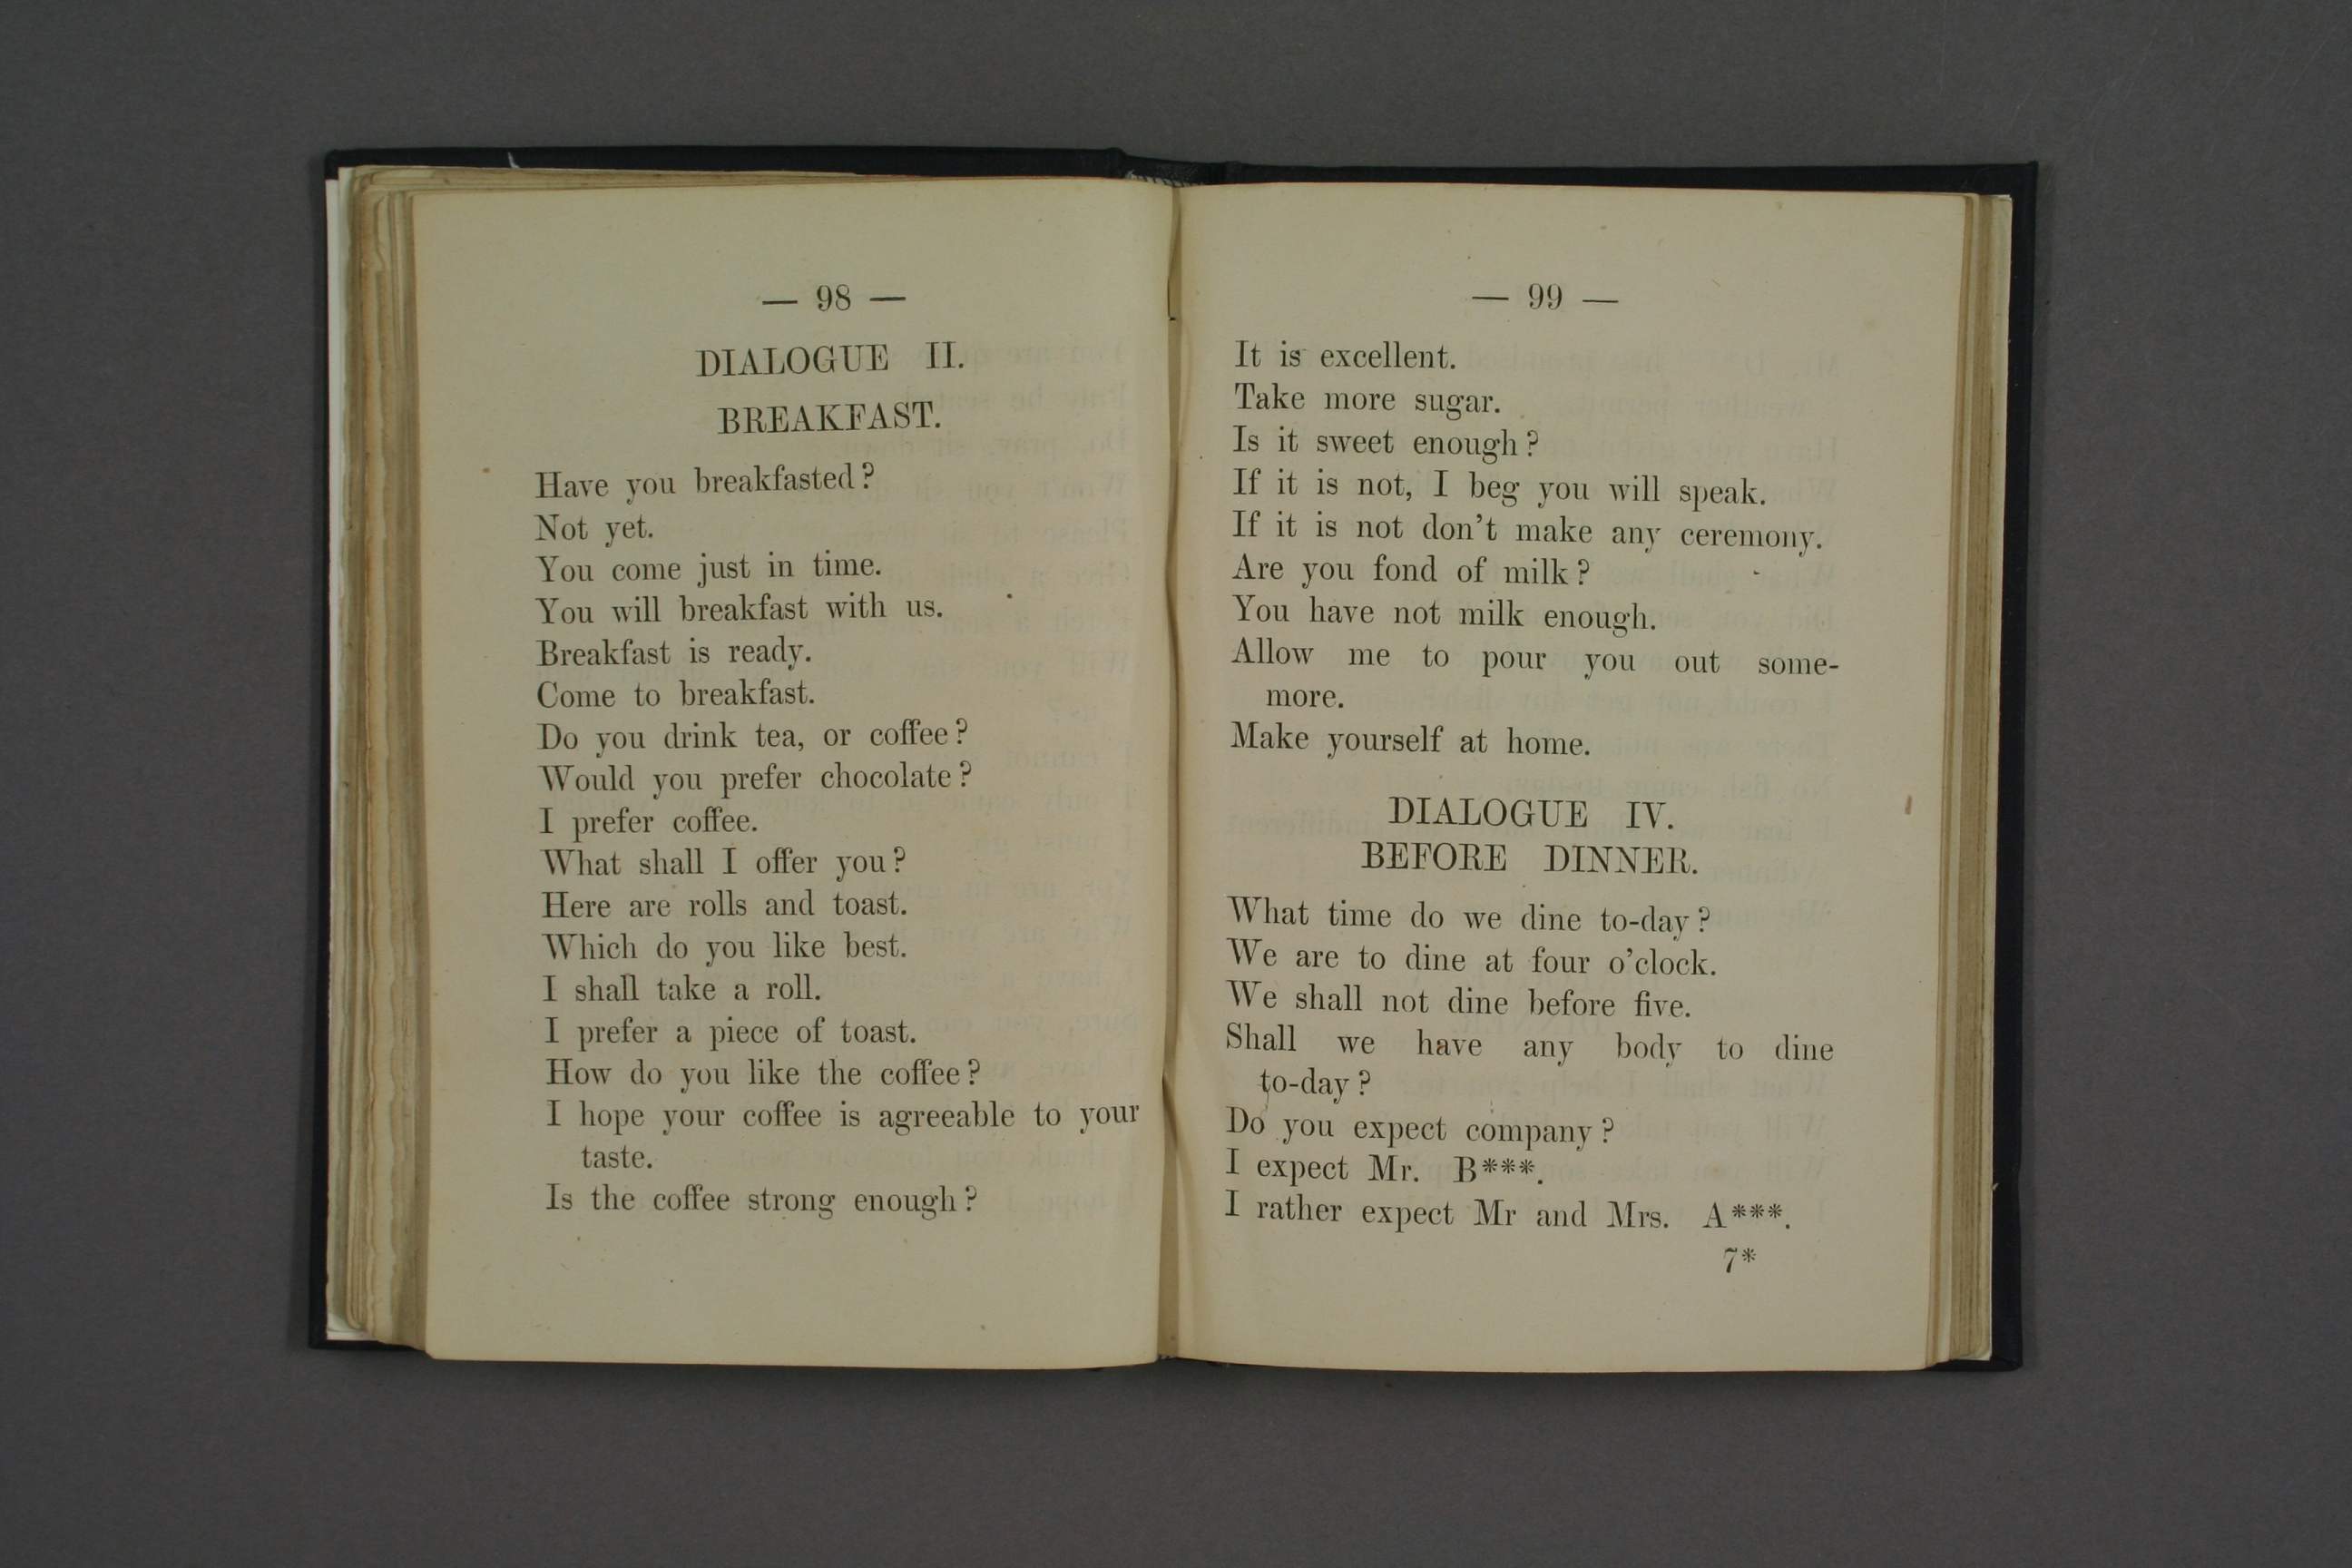 — 98 —
DIALOGUE II.
BREAKFAST.
Have you breakfasted?
Not yet.
You come just in time.
You will breakfast with us.
Breakfast is ready.
Come to breakfast.
Do you drink tea, or coffee?
Would you prefer chocolate?
I prefer coffee.
What shall I offer you?
Here are rolls and toast.
Which do you like best.
I shall take a roll.
I prefer a piece of toast.
How do you like the coffee?
I hope your coffee is agreeable to your
taste.
Is the coffee strong enough?
— 99 —
It is excellent.
Take more sugar.
Is it sweet enough?
If it is not, I beg you will speak.
If it is not don't make any ceremony.
Are you fond of milk?
You have not milk enough.
Allow me to pour you out some-
more.
Make yourself at home.
DIALOGUE IV.
BEFORE DINNER.
What time do we dine to-day?
We are to dine at four o'clock.
We shall not dine before five.
Shall we have any body to dine
to-day?
Do you expect company?
I expect Mr. B***.
I rather expect Mr and Mrs. A***.
7*